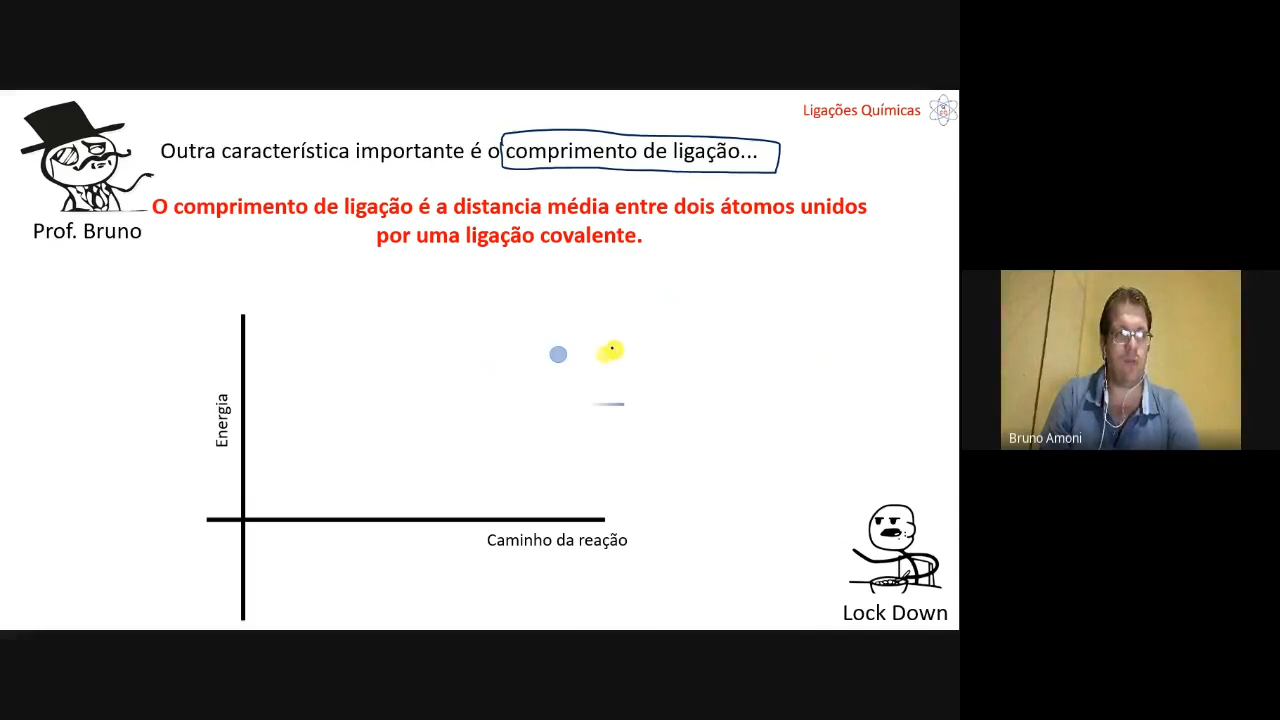 Ligações Químicas
Outra característica importante é o comprimento de ligação...
O comprimento de ligação é a distancia média entre dois átomos unidos
por uma ligação covalente.
Prof. Bruno
Energia
Caminho da reação
Bruno Amoni
Lock Down